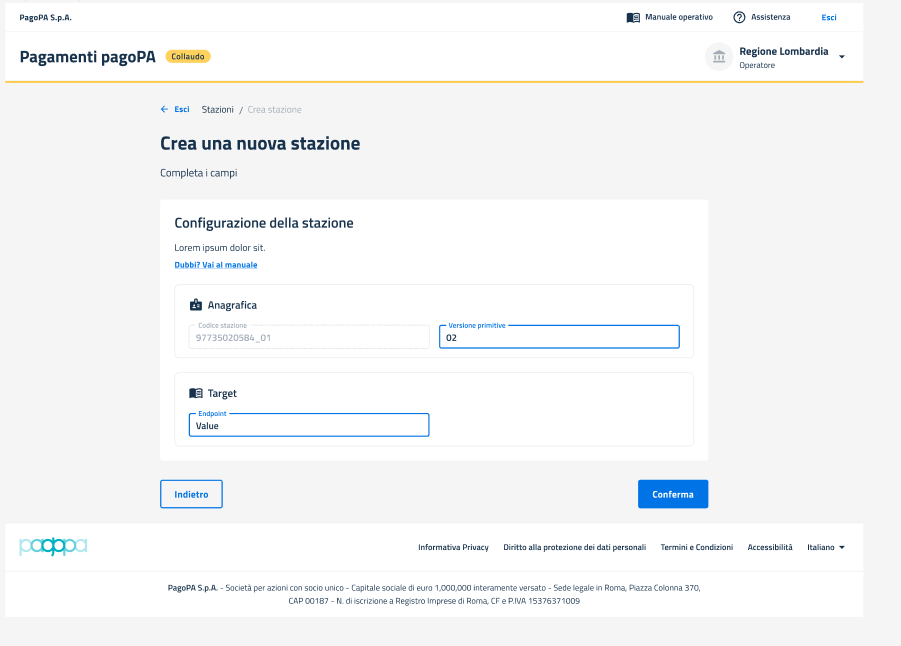 PagoPA S.p.A. Manuale operativo Assistenza Esci
Pagamenti pagoPA Collaudo
Regione Lombardia
Operatore
Esci Stazioni / Crea stazione
Crea una nuova stazione
Completa i campi
Configurazione della stazione
Lorem ipsum dolor sit.
Dubbi? Vai al manuale
Anagrafica
Codice stazione
97735020584_01
Versione primitive
02
Target
Endpoint
Value
Indietro Conferma
pagoPA
Informativa Privacy Diritto alla protezione dei dati personali Termini e Condizioni Accessibilità Italiano
PagoPA S.p.A. - Società per azioni con socio unico - Capitale sociale di euro 1,000,000 interamente versato - Sede legale in Roma, Piazza Colonna 370,
CAP 00187 - N. di iscrizione a Registro Imprese di Roma, CF e P.IVA 15376371009